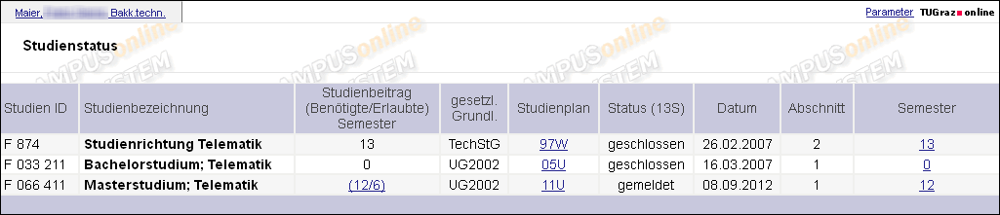 Maier, Bakk.techn.
Parameter TUGraz online
Studienstatus
Studien ID Studienbezeichnung Studienbeitrag (Benötigte/Erlaubte) Semester gesetzl. Grundl. Studienplan Status (13S) Datum Abschnitt Semester
F 874 Studienrichtung Telematik 13 TechStG 97W geschlossen 26.02.2007 2 13
F 033 211 Bachelorstudium; Telematik 0 UG2002 05U geschlossen 16.03.2007 1 0
F 066 411 Masterstudium; Telematik (12/6) UG2002 11U gemeldet 08.09.2012 1 12